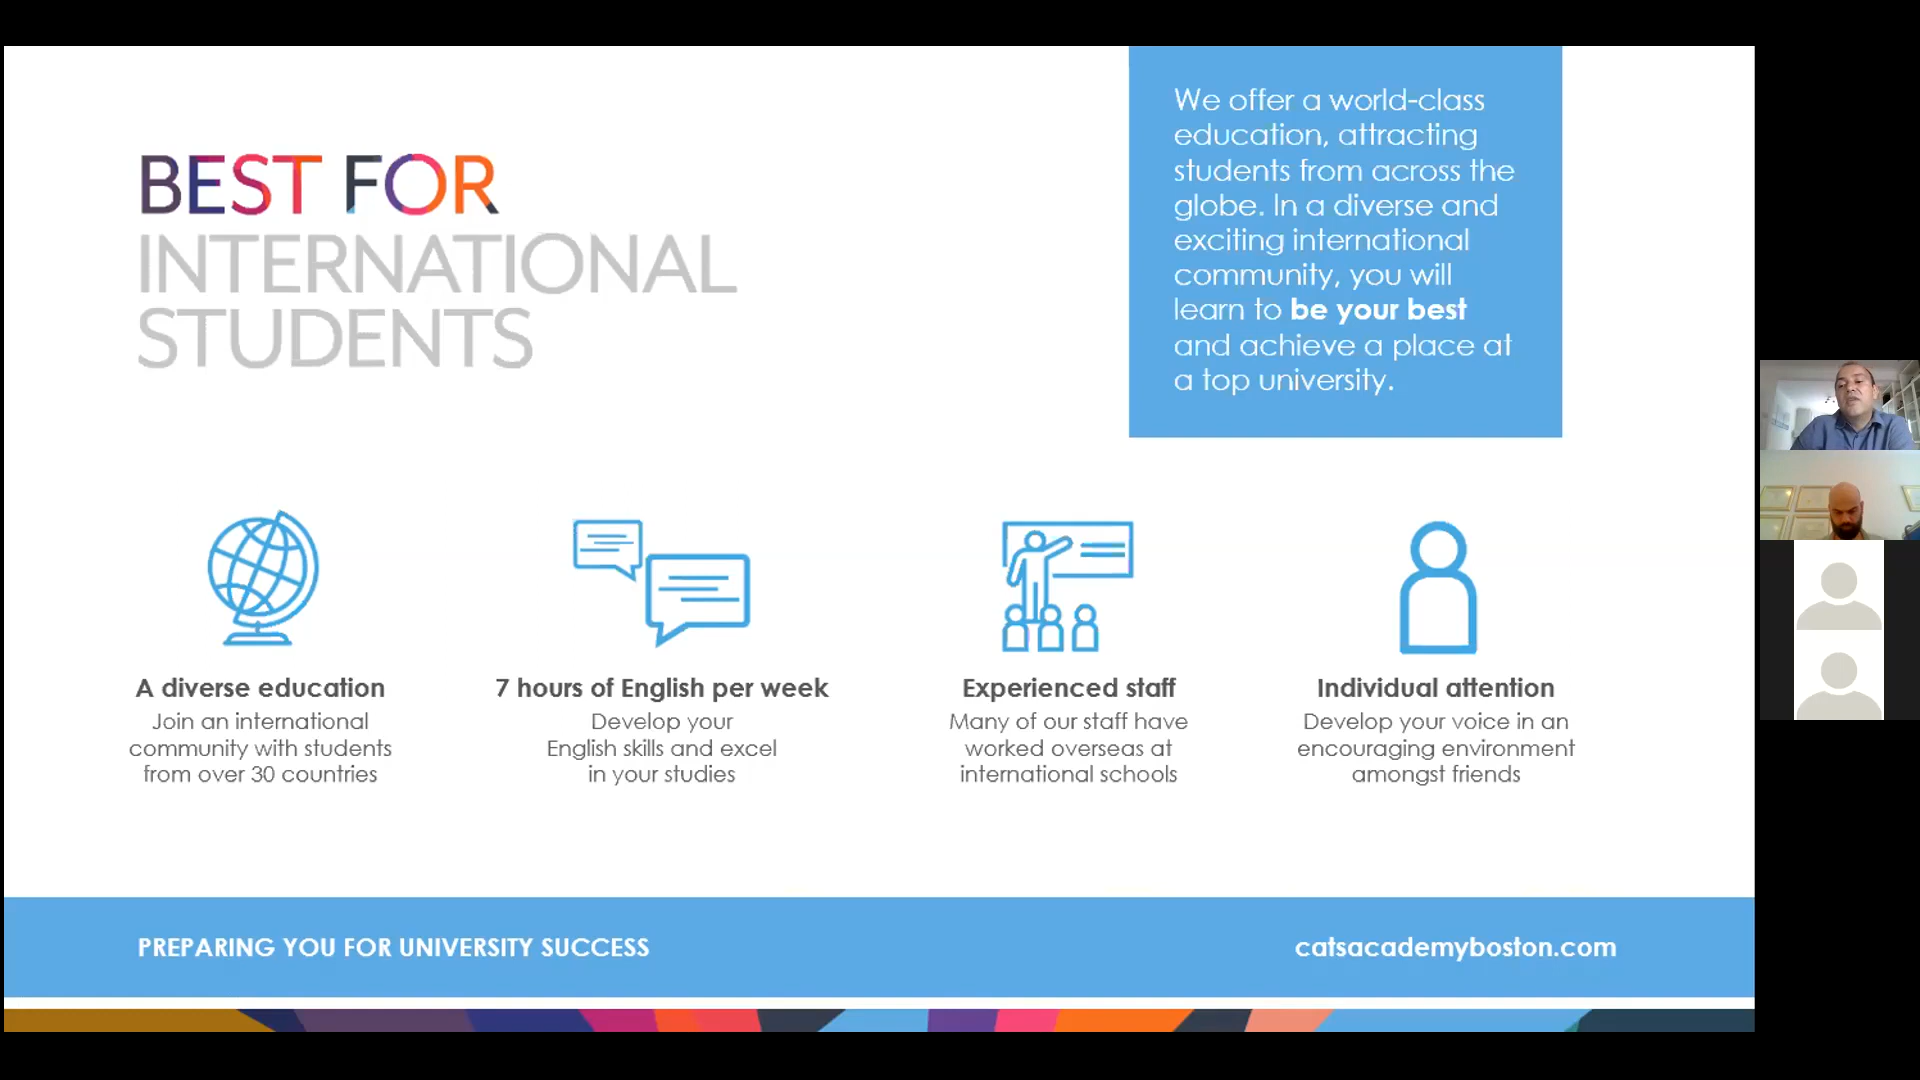 BEST FOR
INTERNATIONAL
STUDENTS
We offer a world-class
education, attracting
students from across the
globe. In a diverse and
exciting international
community, you will
learn to be your best
and achieve a place at
a top university.
A diverse education
Join an international
community with students
from over 30 countries
7 hours of English per week
Develop your
English skills and excel
in your studies
Experienced staff
Many of our staff have
worked overseas at
international schools
Individual attention
Develop your voice in an
encouraging environment
amongst friends
PREPARING YOU FOR UNIVERSITY SUCCESS
catsacademyboston.com